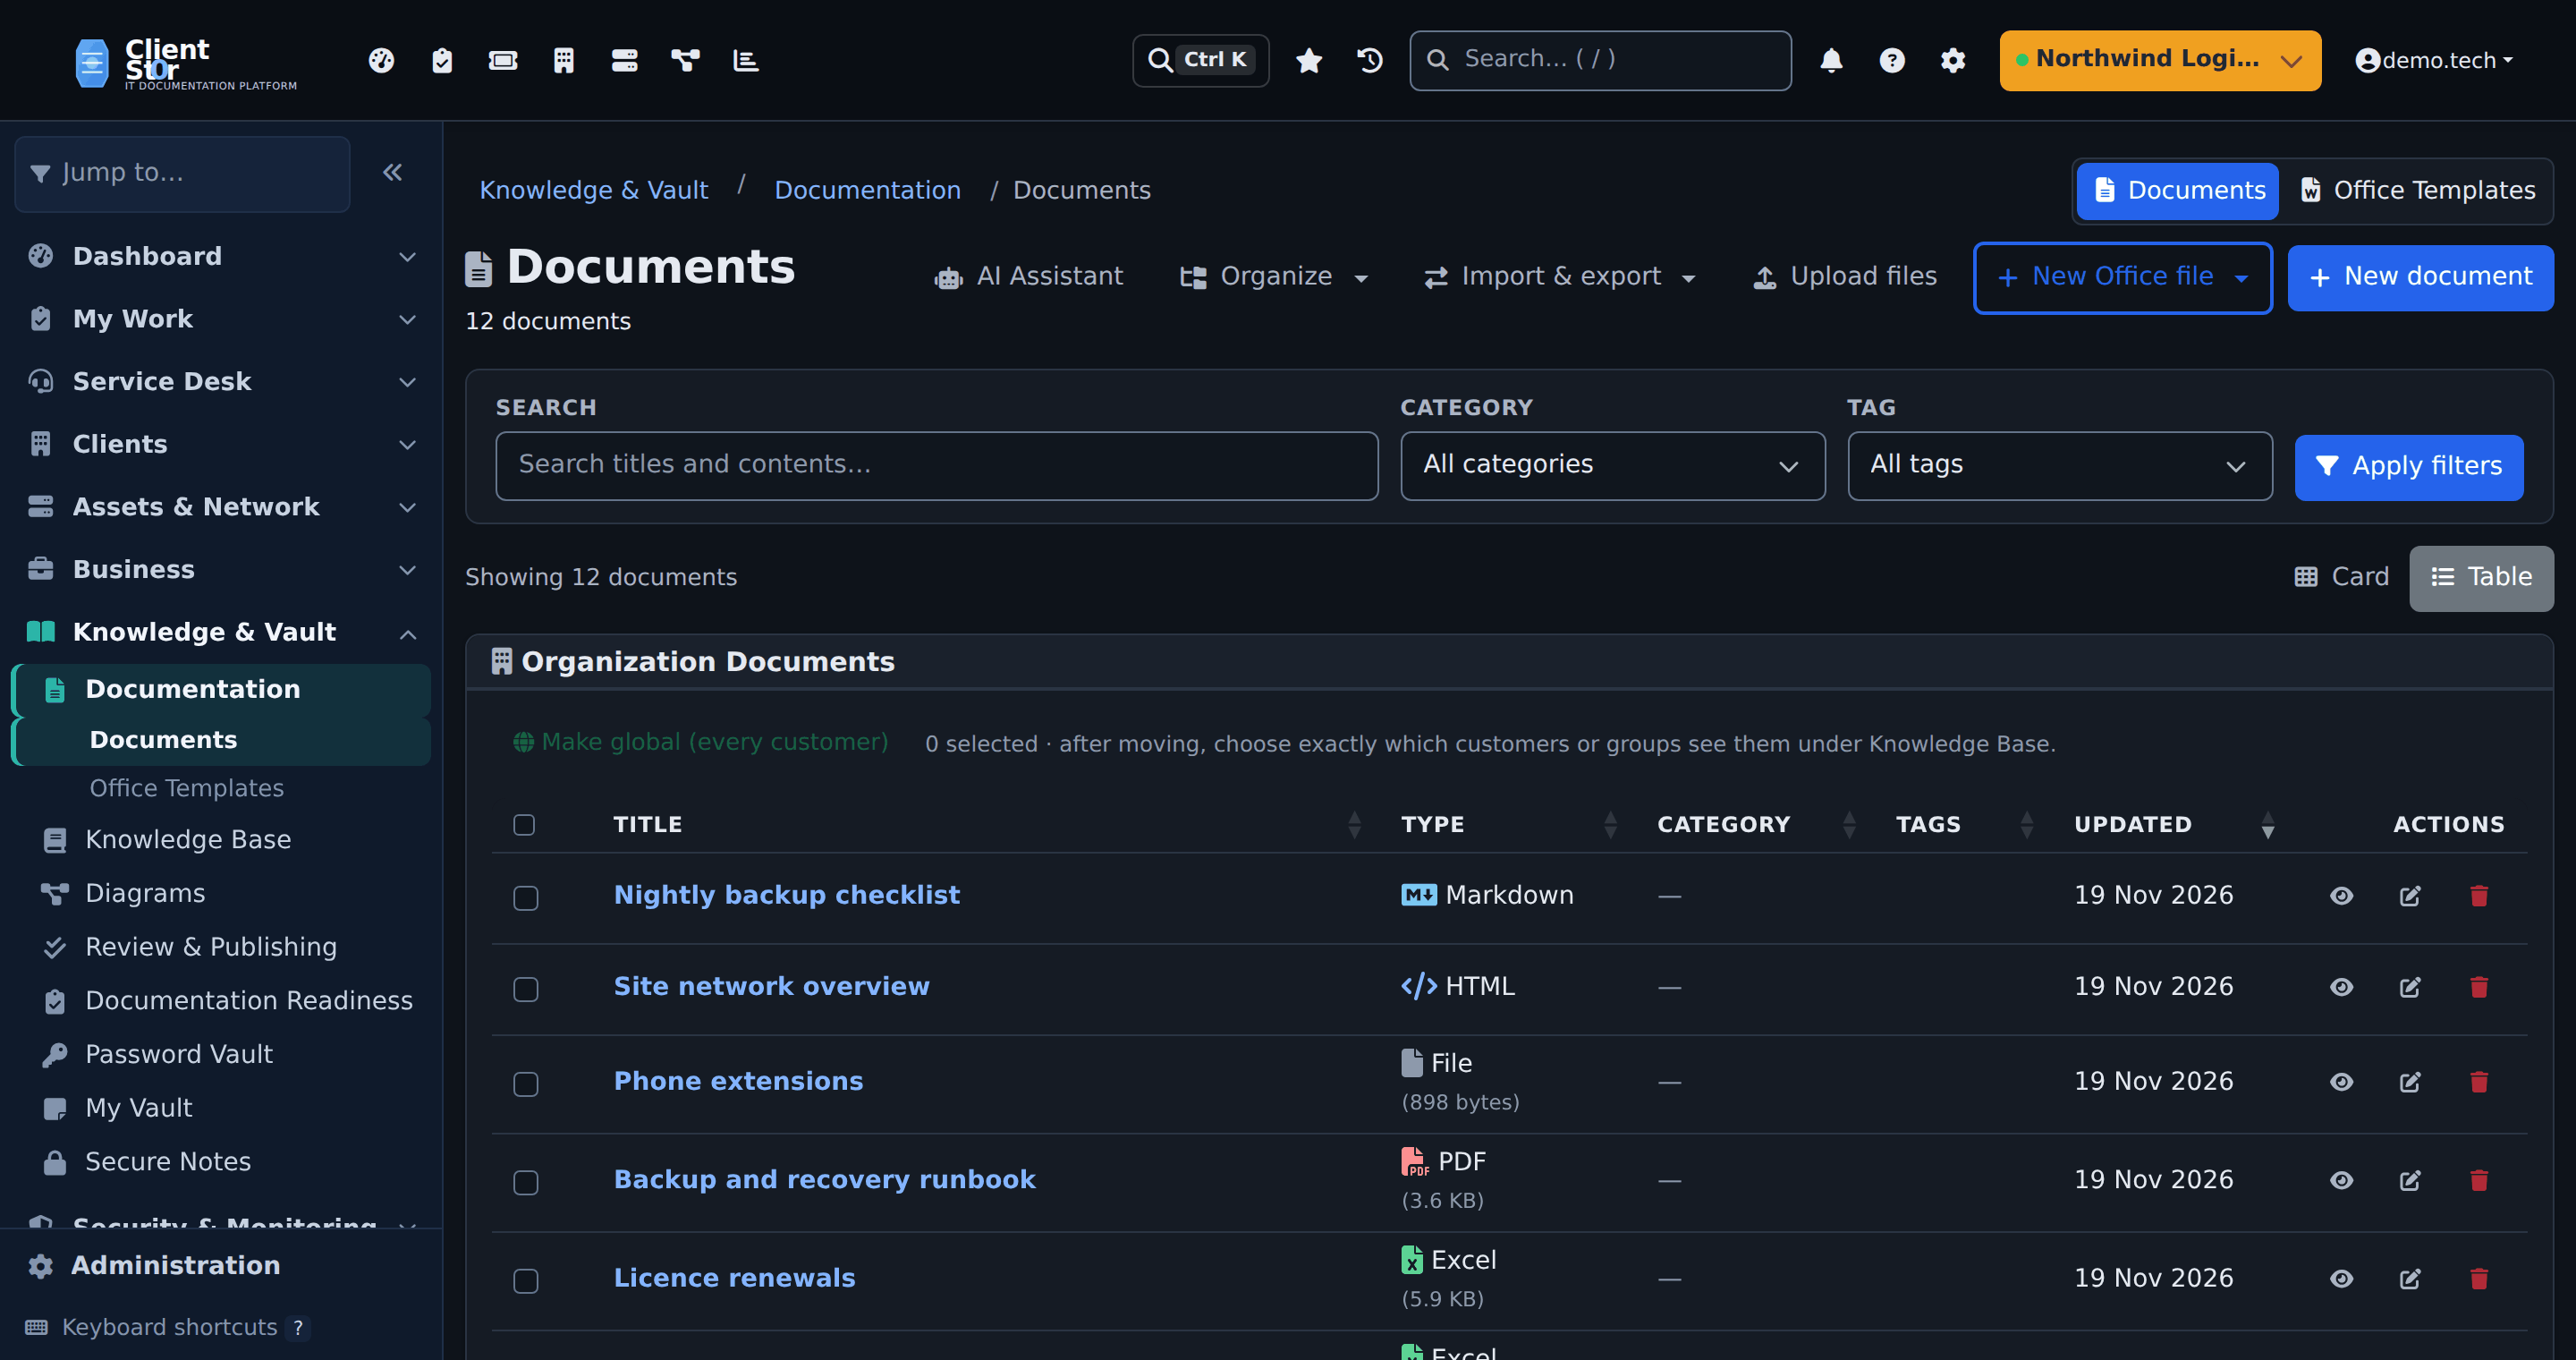 Client
St0r
IT DOCUMENTATION PLATFORM
Ctrl K
Search... ( / )
Northwind Logi...
demo.tech
Jump to...
Dashboard
My Work
Service Desk
Clients
Assets & Network
Business
Knowledge & Vault
Documentation
Documents
Office Templates
Knowledge Base
Diagrams
Review & Publishing
Documentation Readiness
Password Vault
My Vault
Secure Notes
Security & Monitoring
Administration
Keyboard shortcuts ?
Knowledge & Vault / Documentation / Documents
Documents
Office Templates
Documents
12 documents
AI Assistant
Organize
Import & export
Upload files
+ New Office file
+ New document
SEARCH
Search titles and contents...
CATEGORY
All categories
TAG
All tags
Apply filters
Showing 12 documents
Card
Table
Organization Documents
Make global (every customer)
0 selected · after moving, choose exactly which customers or groups see them under Knowledge Base.
TITLE TYPE CATEGORY TAGS UPDATED ACTIONS
Nightly backup checklist Markdown — 19 Nov 2026
Site network overview HTML — 19 Nov 2026
Phone extensions File — 19 Nov 2026
(898 bytes)
Backup and recovery runbook PDF — 19 Nov 2026
(3.6 KB)
Licence renewals Excel — 19 Nov 2026
(5.9 KB)
Excel